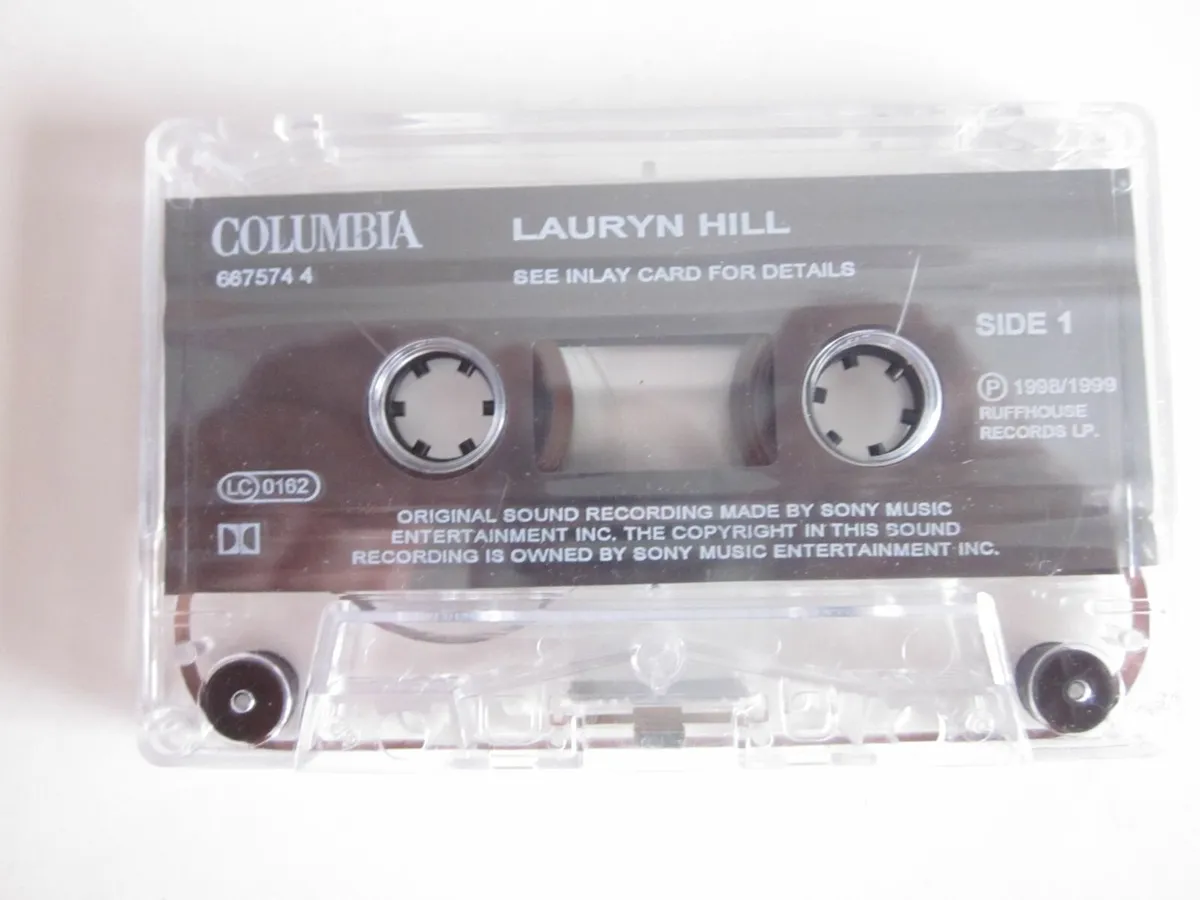 COLUMBIA
667574 4
LAURYN HILL
SEE INLAY CARD FOR DETAILS
SIDE 1
Ⓟ 1998/1999
RUFFHOUSE
RECORDS LP.
LC 0162
ORIGINAL SOUND RECORDING MADE BY SONY MUSIC
ENTERTAINMENT INC. THE COPYRIGHT IN THIS SOUND
RECORDING IS OWNED BY SONY MUSIC ENTERTAINMENT INC.